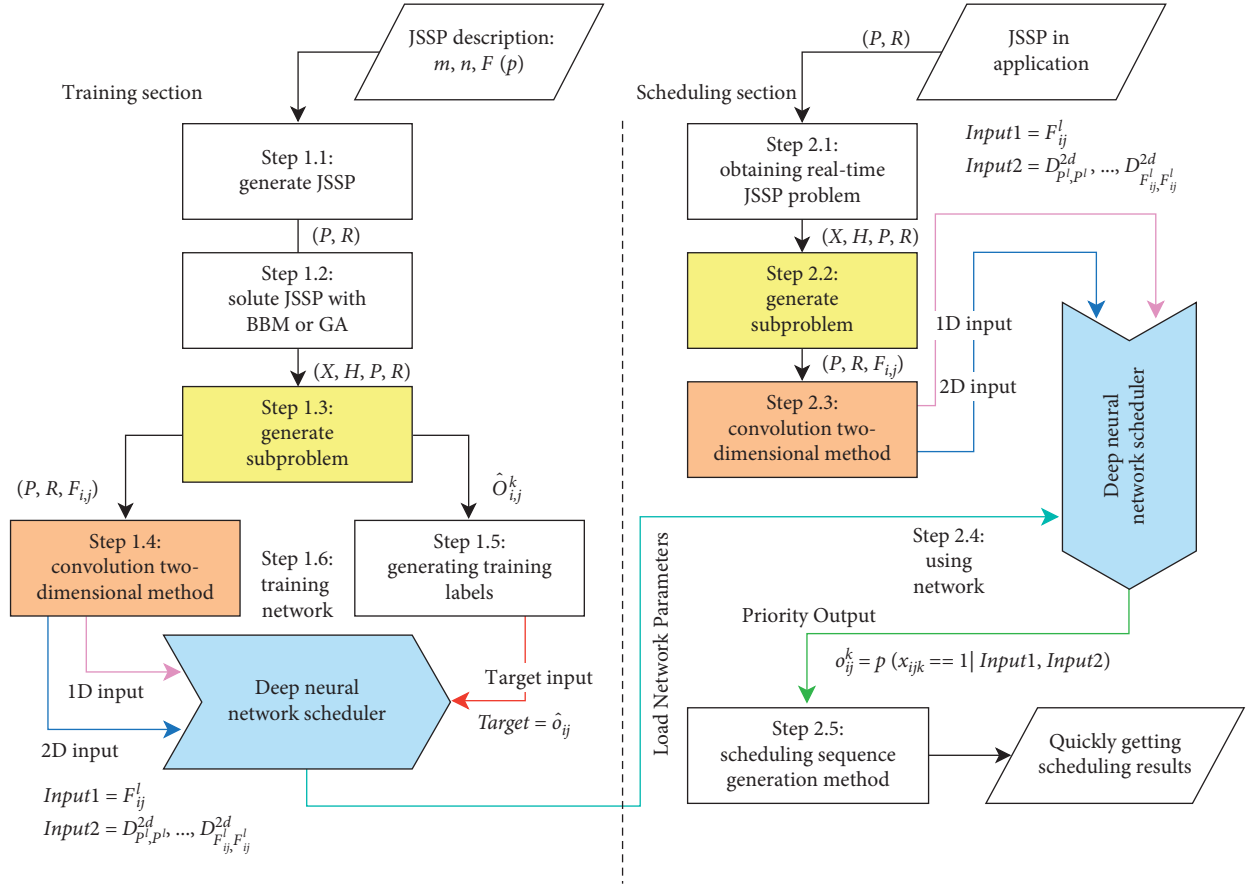 JSSP description:
m, n, F (p)
Training section
Step 1.1:
generate JSSP
(P, R)
Step 1.2:
solute JSSP with
BBM or GA
(X, H, P, R)
Step 1.3:
generate
subproblem
(P, R, F_{i,j})
Ô^k_{i,j}
Step 1.4:
convolution two-
dimensional method
Step 1.6:
training
network
Step 1.5:
generating training
labels
1D input
2D input
Deep neural
network scheduler
Target input
Target = ô_{ij}
Input1 = F^l_{ij}
Input2 = D^{2d}_{P^l,P^l}, ..., D^{2d}_{F^l_{ij},F^l_{ij}}
Load Network Parameters
(P, R)
JSSP in
application
Scheduling section
Step 2.1:
obtaining real-time
JSSP problem
Input1 = F^l_{ij}
Input2 = D^{2d}_{P^l,P^l}, ..., D^{2d}_{F^l_{ij},F^l_{ij}}
(X, H, P, R)
Step 2.2:
generate
subproblem
1D input
(P, R, F_{i,j})
2D input
Step 2.3:
convolution two-
dimensional method
Deep neural
network scheduler
Step 2.4:
using
network
Priority Output
o^k_{ij} = p (x_{ijk} == 1| Input1, Input2)
Step 2.5:
scheduling sequence
generation method
Quickly getting
scheduling results